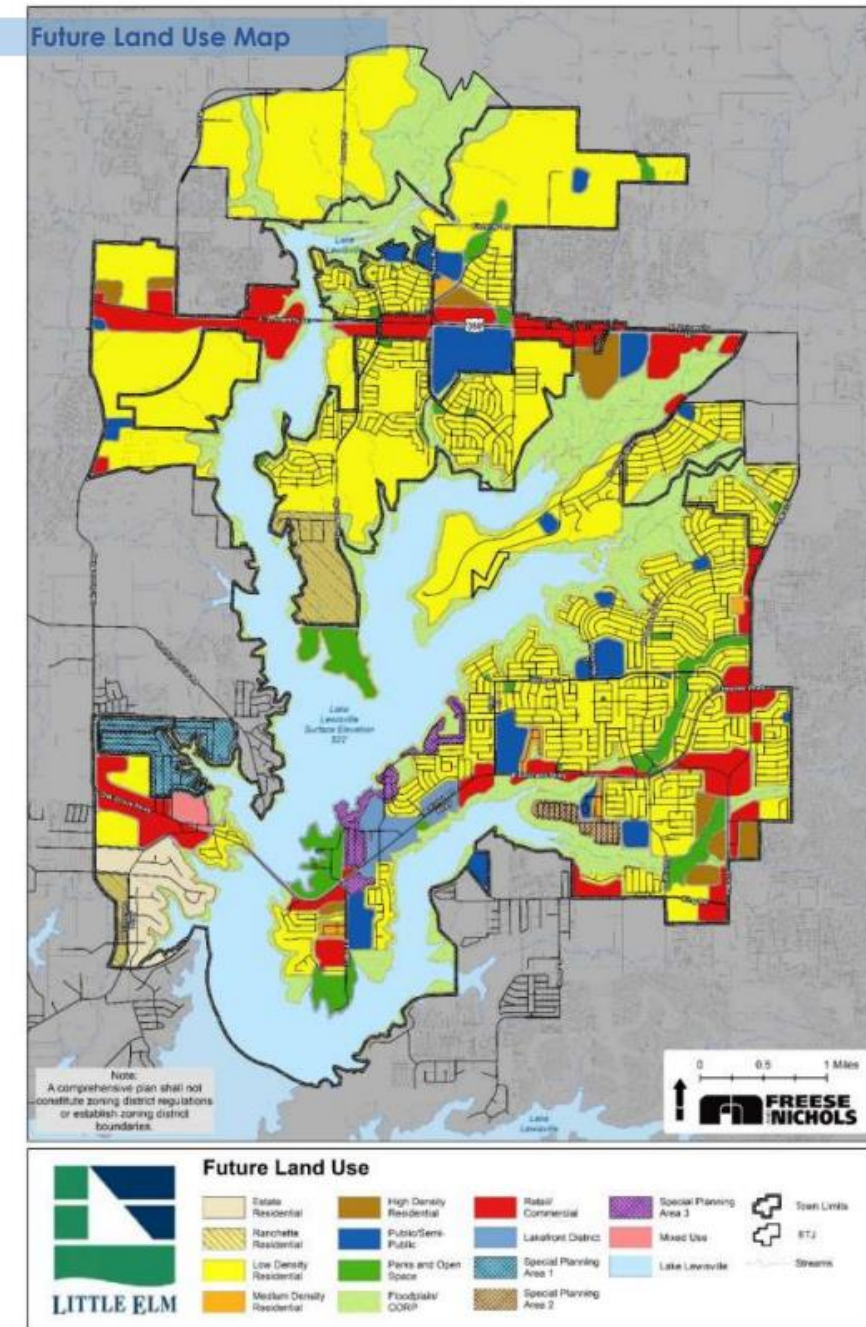 Future Land Use Map
Lake
Lewisville
380
Lake
Lewisville
Surface Elevation
522'
Note:
A comprehensive plan shall not
constitute zoning district regulations
or establish zoning district
boundaries.
0 0.5 1 Miles
FREESE
AND
NICHOLS
Lake
Lewisville
Future Land Use
Estate
Residential
Ranchette
Residential
Low Density
Residential
Medium Density
Residential
High Density
Residential
Public/Semi-
Public
Parks and Open
Space
Floodplain/
CORP
Retail/
Commercial
Lakefront District
Special Planning
Area 1
Special Planning
Area 2
Special Planning
Area 3
Mixed Use
Lake Lewisville
Town Limits
ETJ
Streams
LITTLE ELM